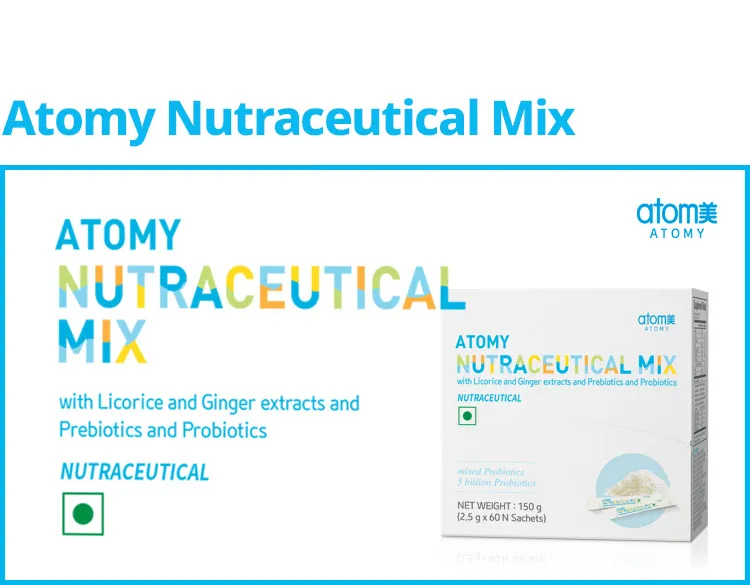 Atomy Nutraceutical Mix
atom美
ATOMY
ATOMY
NUTRACEUTICAL
MIX
with Licorice and Ginger extracts and
Prebiotics and Probiotics
NUTRACEUTICAL
atom美
ATOMY
ATOMY
NUTRACEUTICAL MIX
with Licorice and Ginger extracts and Prebiotics and Probiotics
NUTRACEUTICAL
mixed Probiotics
3 billion Probiotics
NET WEIGHT : 150 g
(2,5 g x 60 N Sachets)